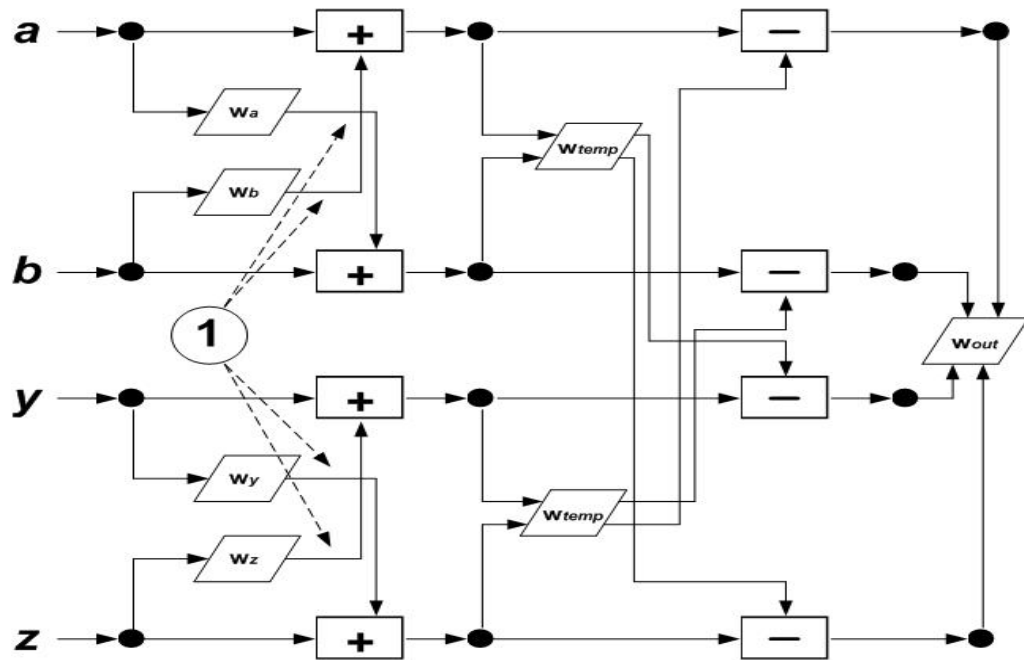 a + −
wa
wtemp
wb
b + −
1
wout
y + −
wy
wtemp
wz
z + −